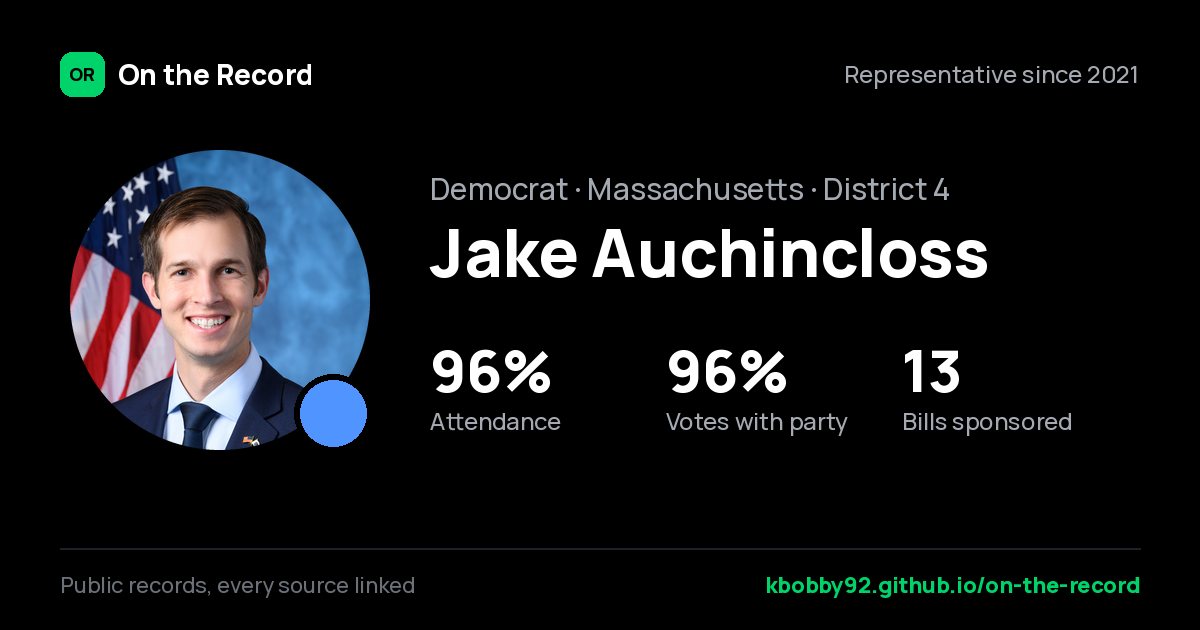 OR On the Record
Representative since 2021
Democrat · Massachusetts · District 4
Jake Auchincloss
96% 96% 13
Attendance Votes with party Bills sponsored
Public records, every source linked
kbobby92.github.io/on-the-record